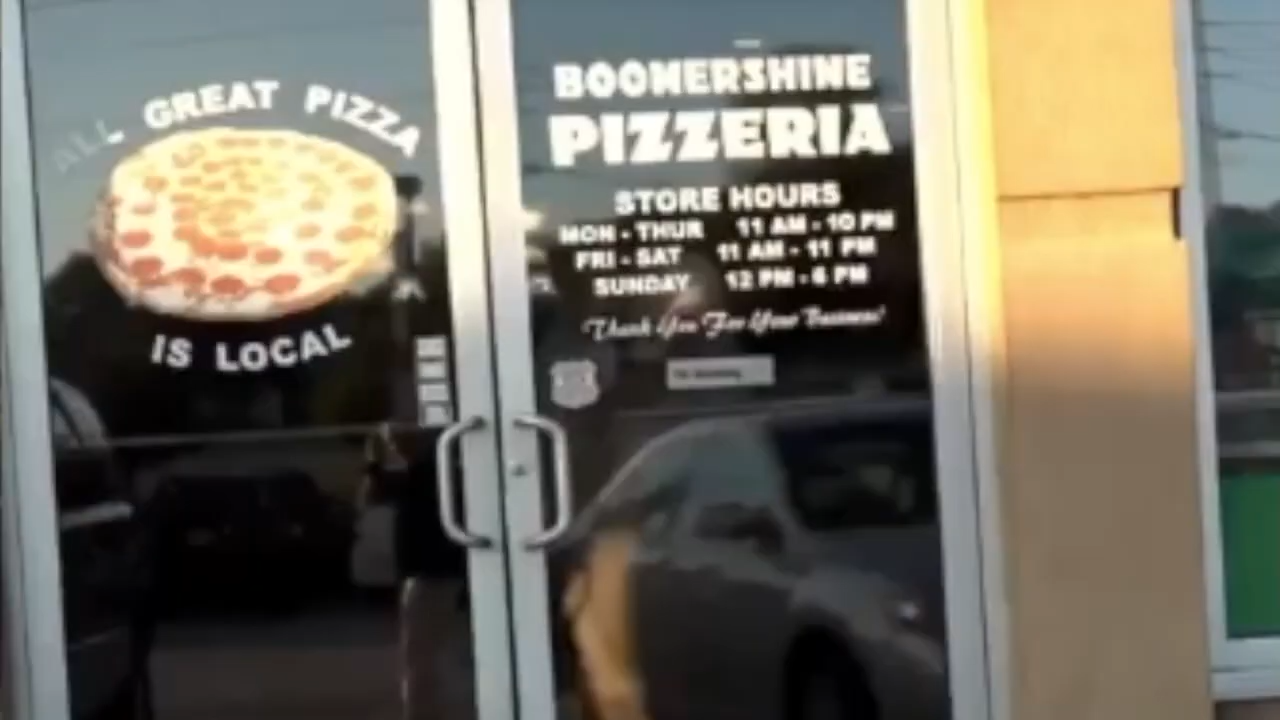 ALL GREAT PIZZA
IS LOCAL
BOOMERSHINE
PIZZERIA
STORE HOURS
MON - THUR 11 AM - 10 PM
FRI - SAT 11 AM - 11 PM
SUNDAY 12 PM - 6 PM
Thank You For Your Business!